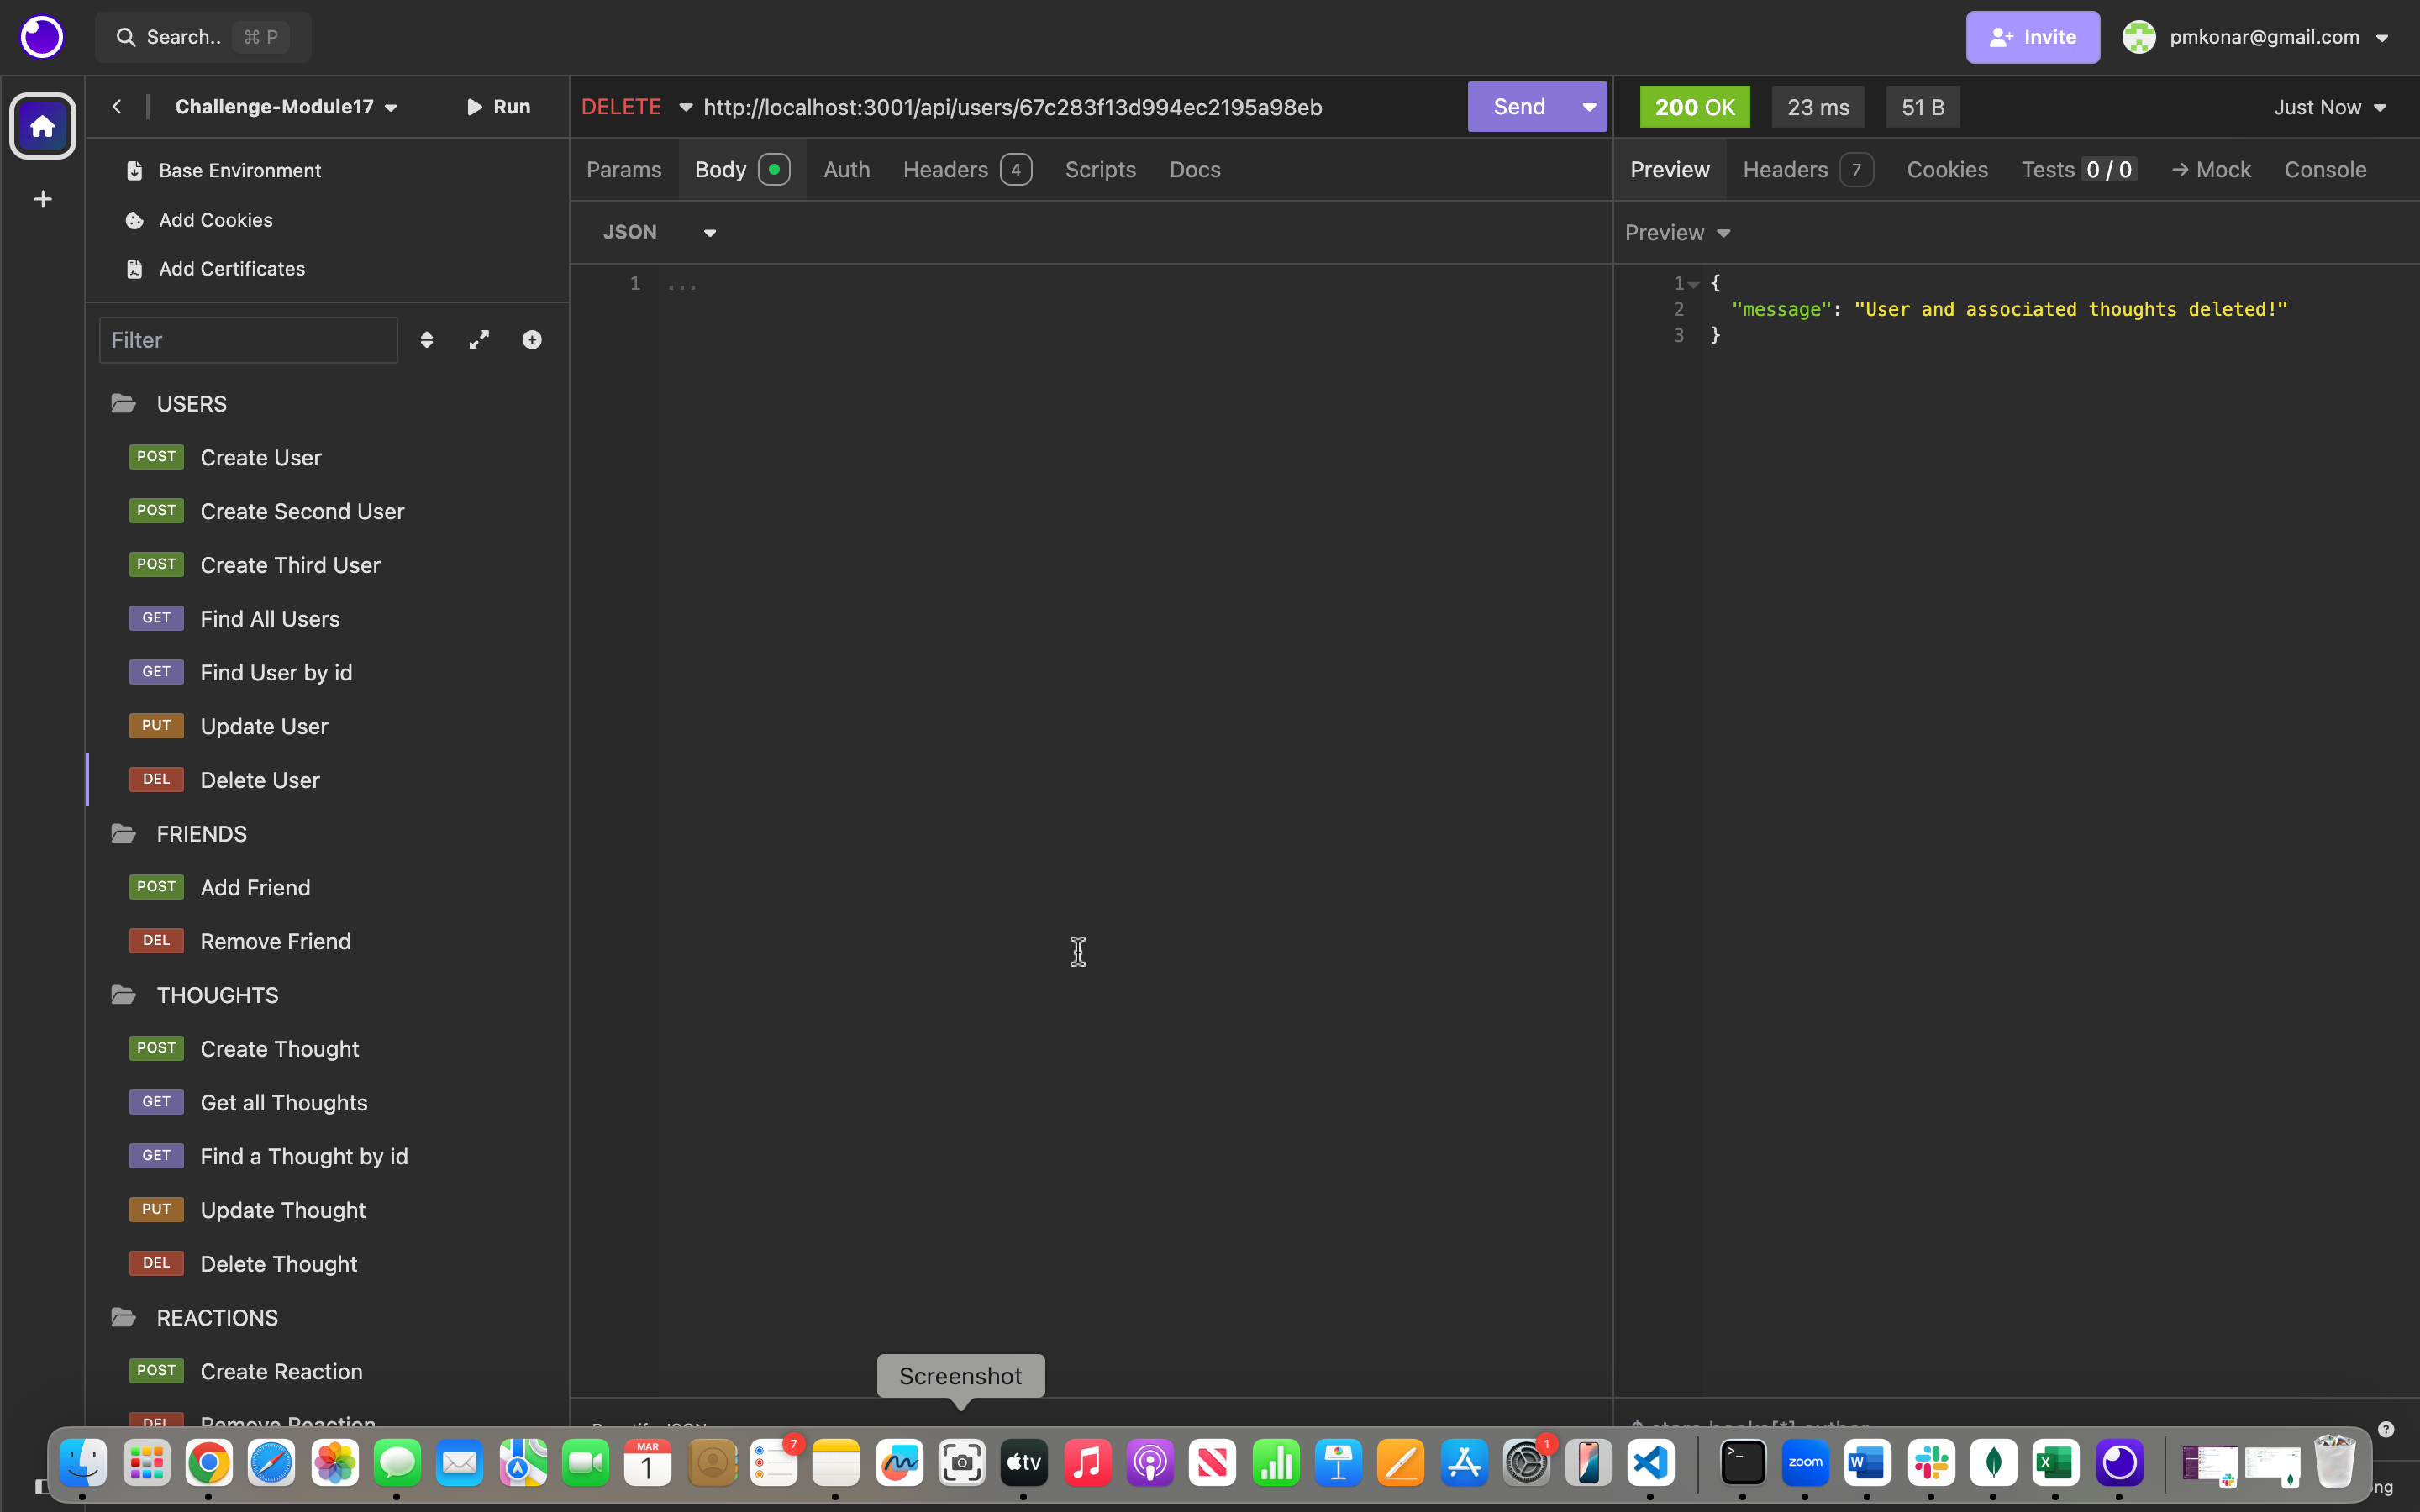 Search.. ⌘ P
Invite
pmkonar@gmail.com
Challenge-Module17
Run
DELETE http://localhost:3001/api/users/67c283f13d994ec2195a98eb
Send
200 OK
23 ms
51 B
Just Now
Base Environment
Add Cookies
Add Certificates
Params Body Auth Headers 4 Scripts Docs
Preview Headers 7 Cookies Tests 0 / 0 → Mock Console
JSON
Preview
1 ...
1 {
2 "message": "User and associated thoughts deleted!"
3 }
Filter
USERS
POST Create User
POST Create Second User
POST Create Third User
GET Find All Users
GET Find User by id
PUT Update User
DEL Delete User
FRIENDS
POST Add Friend
DEL Remove Friend
THOUGHTS
POST Create Thought
GET Get all Thoughts
GET Find a Thought by id
PUT Update Thought
DEL Delete Thought
REACTIONS
POST Create Reaction
DEL Remove Reaction
Screenshot
$.store.books[*].author
MAR
1
7
tv
1
>_
zoom
W
X
?
ng